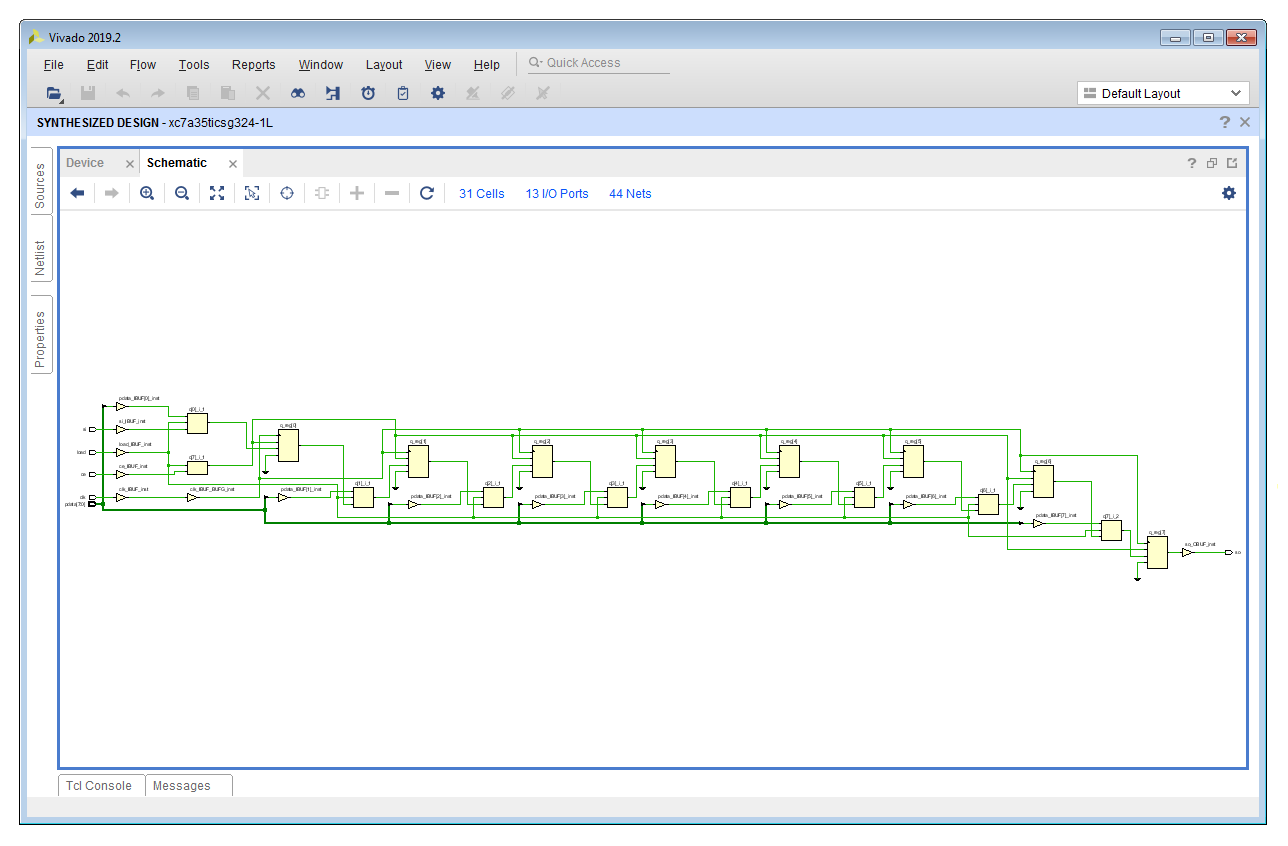 Vivado 2019.2
File Edit Flow Tools Reports Window Layout View Help Quick Access
Default Layout
SYNTHESIZED DESIGN - xc7a35ticsg324-1L
Sources
Netlist
Properties
Device Schematic
31 Cells 13 I/O Ports 44 Nets
pdata_IBUF[0]_inst
q[0]_i_1
si_IBUF_inst
si
q_reg[0]
load_IBUF_inst
load
q[7]_i_1
ce_IBUF_inst
ce
clk_IBUF_inst clk_IBUF_BUFG_inst pdata_IBUF[1]_inst
clk
pdata[7:0]
q_reg[1] q_reg[2] q_reg[3] q_reg[4] q_reg[5]
q_reg[6]
q[1]_i_1 q[2]_i_1 q[3]_i_1 q[4]_i_1 q[5]_i_1
q[6]_i_1
pdata_IBUF[2]_inst pdata_IBUF[3]_inst pdata_IBUF[4]_inst pdata_IBUF[5]_inst pdata_IBUF[6]_inst
pdata_IBUF[7]_inst q[7]_i_2
q_reg[7]
so_OBUF_inst
so
Tcl Console Messages